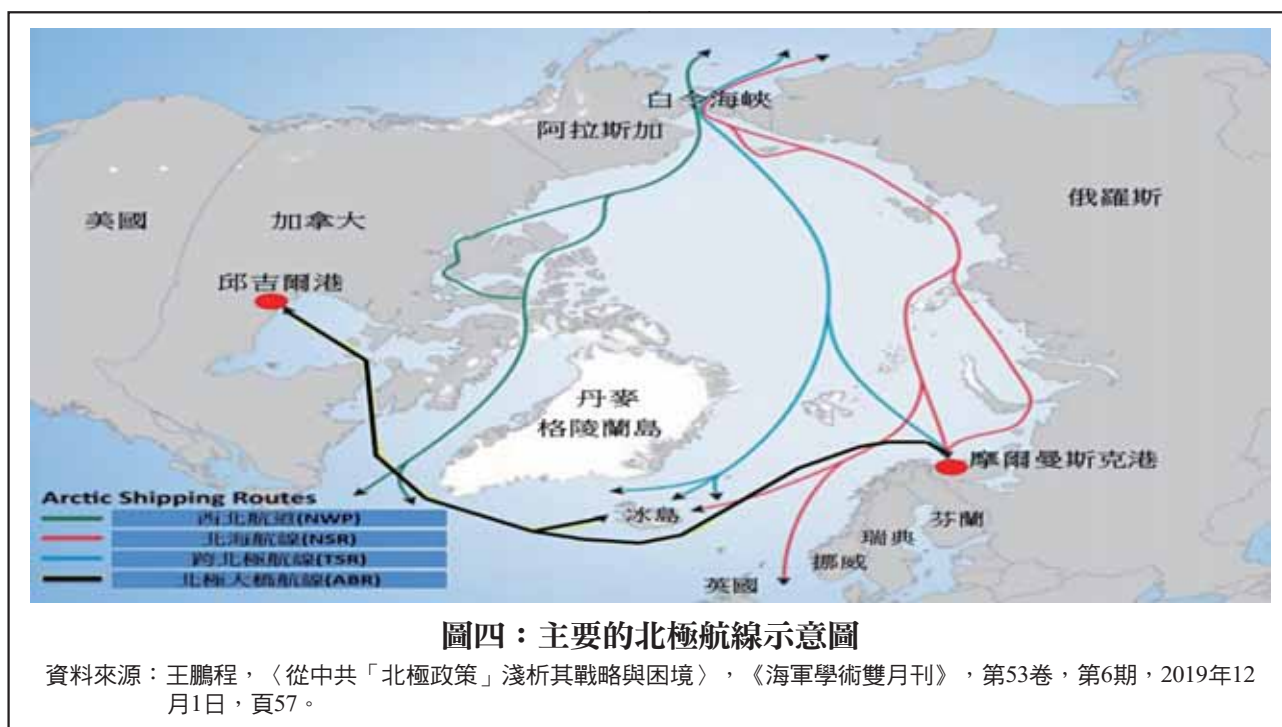 白令海峽
阿拉斯加
俄羅斯
美國
加拿大
邱吉爾港
丹麥
格陵蘭島
摩爾曼斯克港
Arctic Shipping Routes
西北航道(NWP)
北海航線(NSR)
跨北極航線(TSR)
北極大橋航線(ABR)
冰島
芬蘭
瑞典
挪威
英國
圖四：主要的北極航線示意圖
資料來源：王鵬程，〈從中共「北極政策」淺析其戰略與困境〉，《海軍學術雙月刊》，第53卷，第6期，2019年12
月1日，頁57。